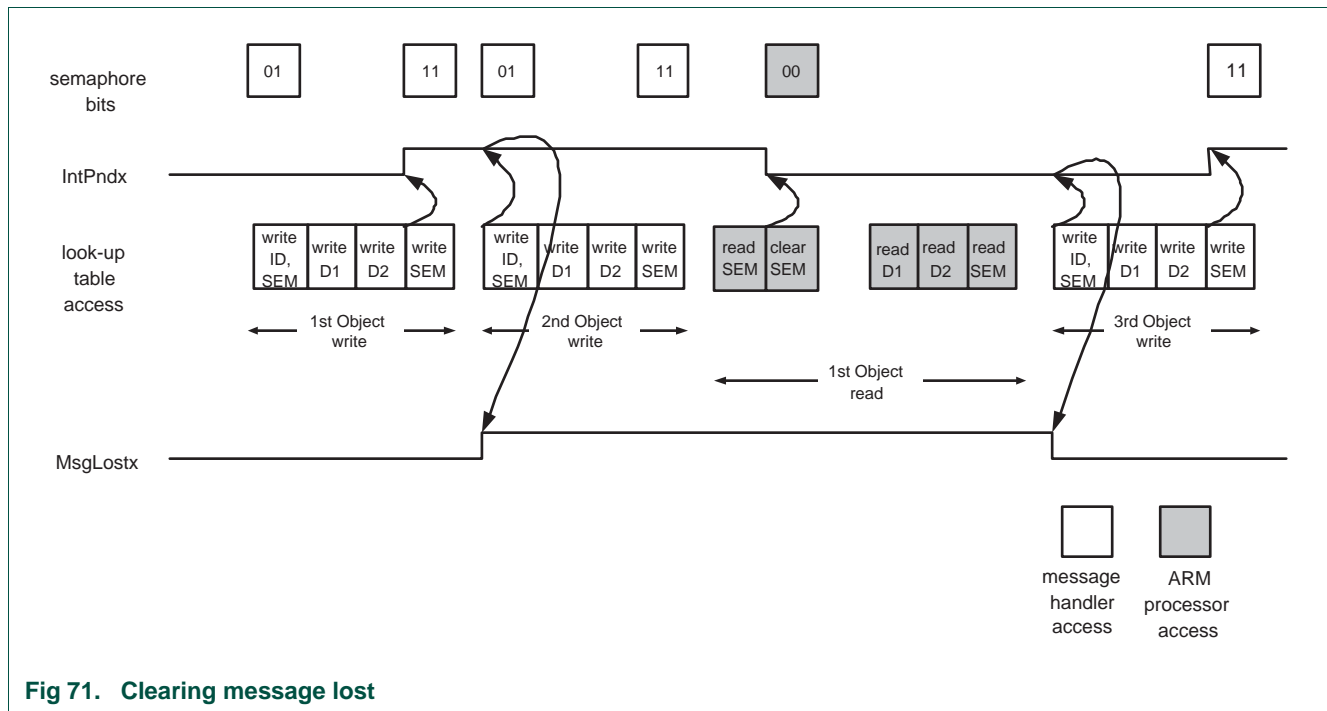 01
11
01
11
00
11
semaphore
bits
IntPndx
look-up
table
access
write
ID,
SEM
write
D1
write
D2
write
SEM
write
ID,
SEM
write
D1
write
D2
write
SEM
read
SEM
clear
SEM
read
D1
read
D2
read
SEM
write
ID,
SEM
write
D1
write
D2
write
SEM
1st Object
write
2nd Object
write
3rd Object
write
1st Object
read
MsgLostx
message
handler
access
ARM
processor
access
Fig 71. Clearing message lost